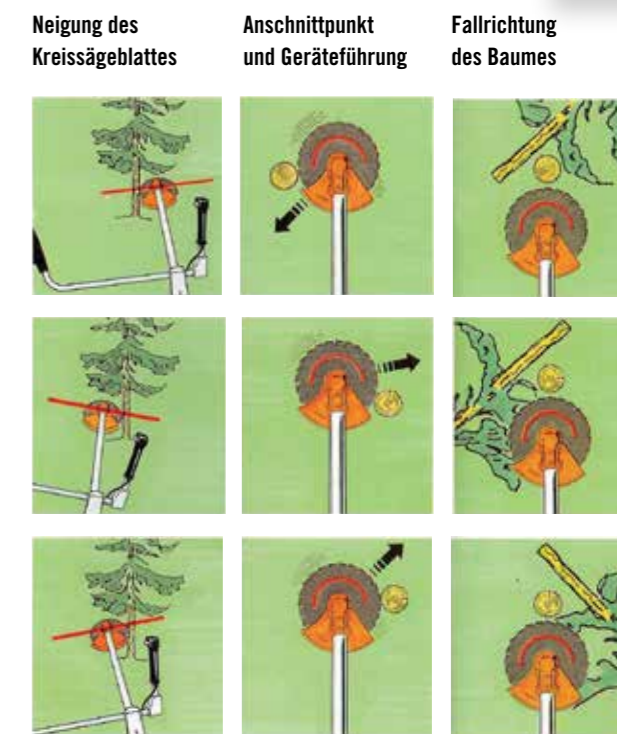 Neigung des
Kreissägeblattes
Anschnittpunkt
und Geräteführung
Fallrichtung
des Baumes